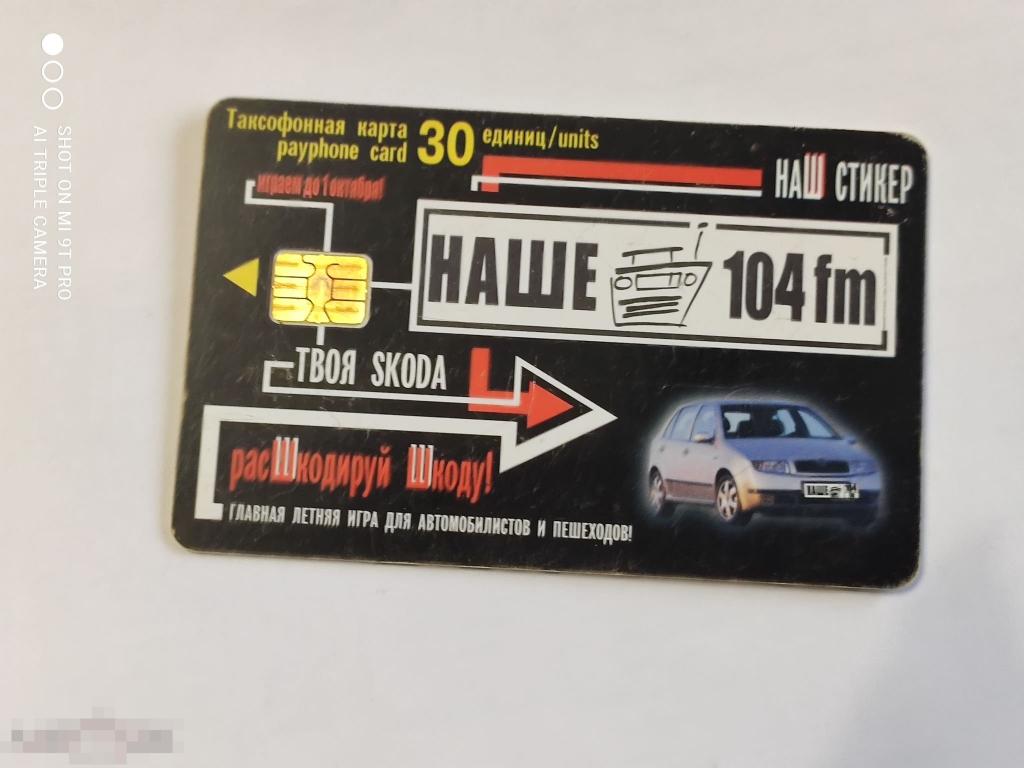 SHOT ON MI 9T PRO
AI TRIPLE CAMERA
Таксофонная карта 30 единиц/units
payphone card
играем до 1 октября!
НАШ СТИКЕР
НАШЕ 104 fm
ТВОЯ SKODA
расШкодируй Шкоду!
ГЛАВНАЯ ЛЕТНЯЯ ИГРА ДЛЯ АВТОМОБИЛИСТОВ И ПЕШЕХОДОВ!
НАШЕ